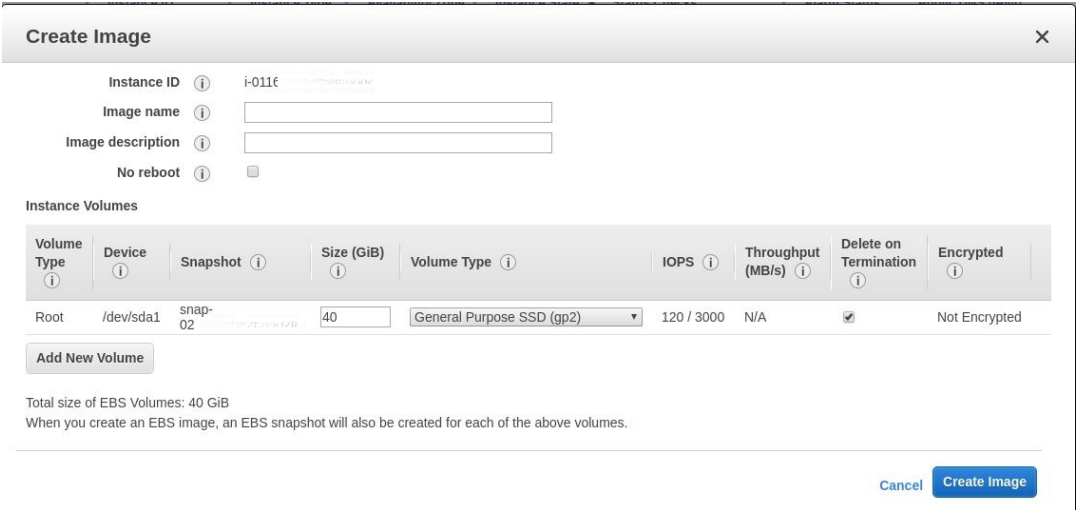 Create Image
Instance ID
i-0116
Image name
Image description
No reboot
Instance Volumes
Volume Type Device Snapshot Size (GiB) Volume Type IOPS Throughput (MB/s) Delete on Termination Encrypted
Root /dev/sda1 snap-02 40 General Purpose SSD (gp2) 120 / 3000 N/A Not Encrypted
Add New Volume
Total size of EBS Volumes: 40 GiB
When you create an EBS image, an EBS snapshot will also be created for each of the above volumes.
Cancel Create Image